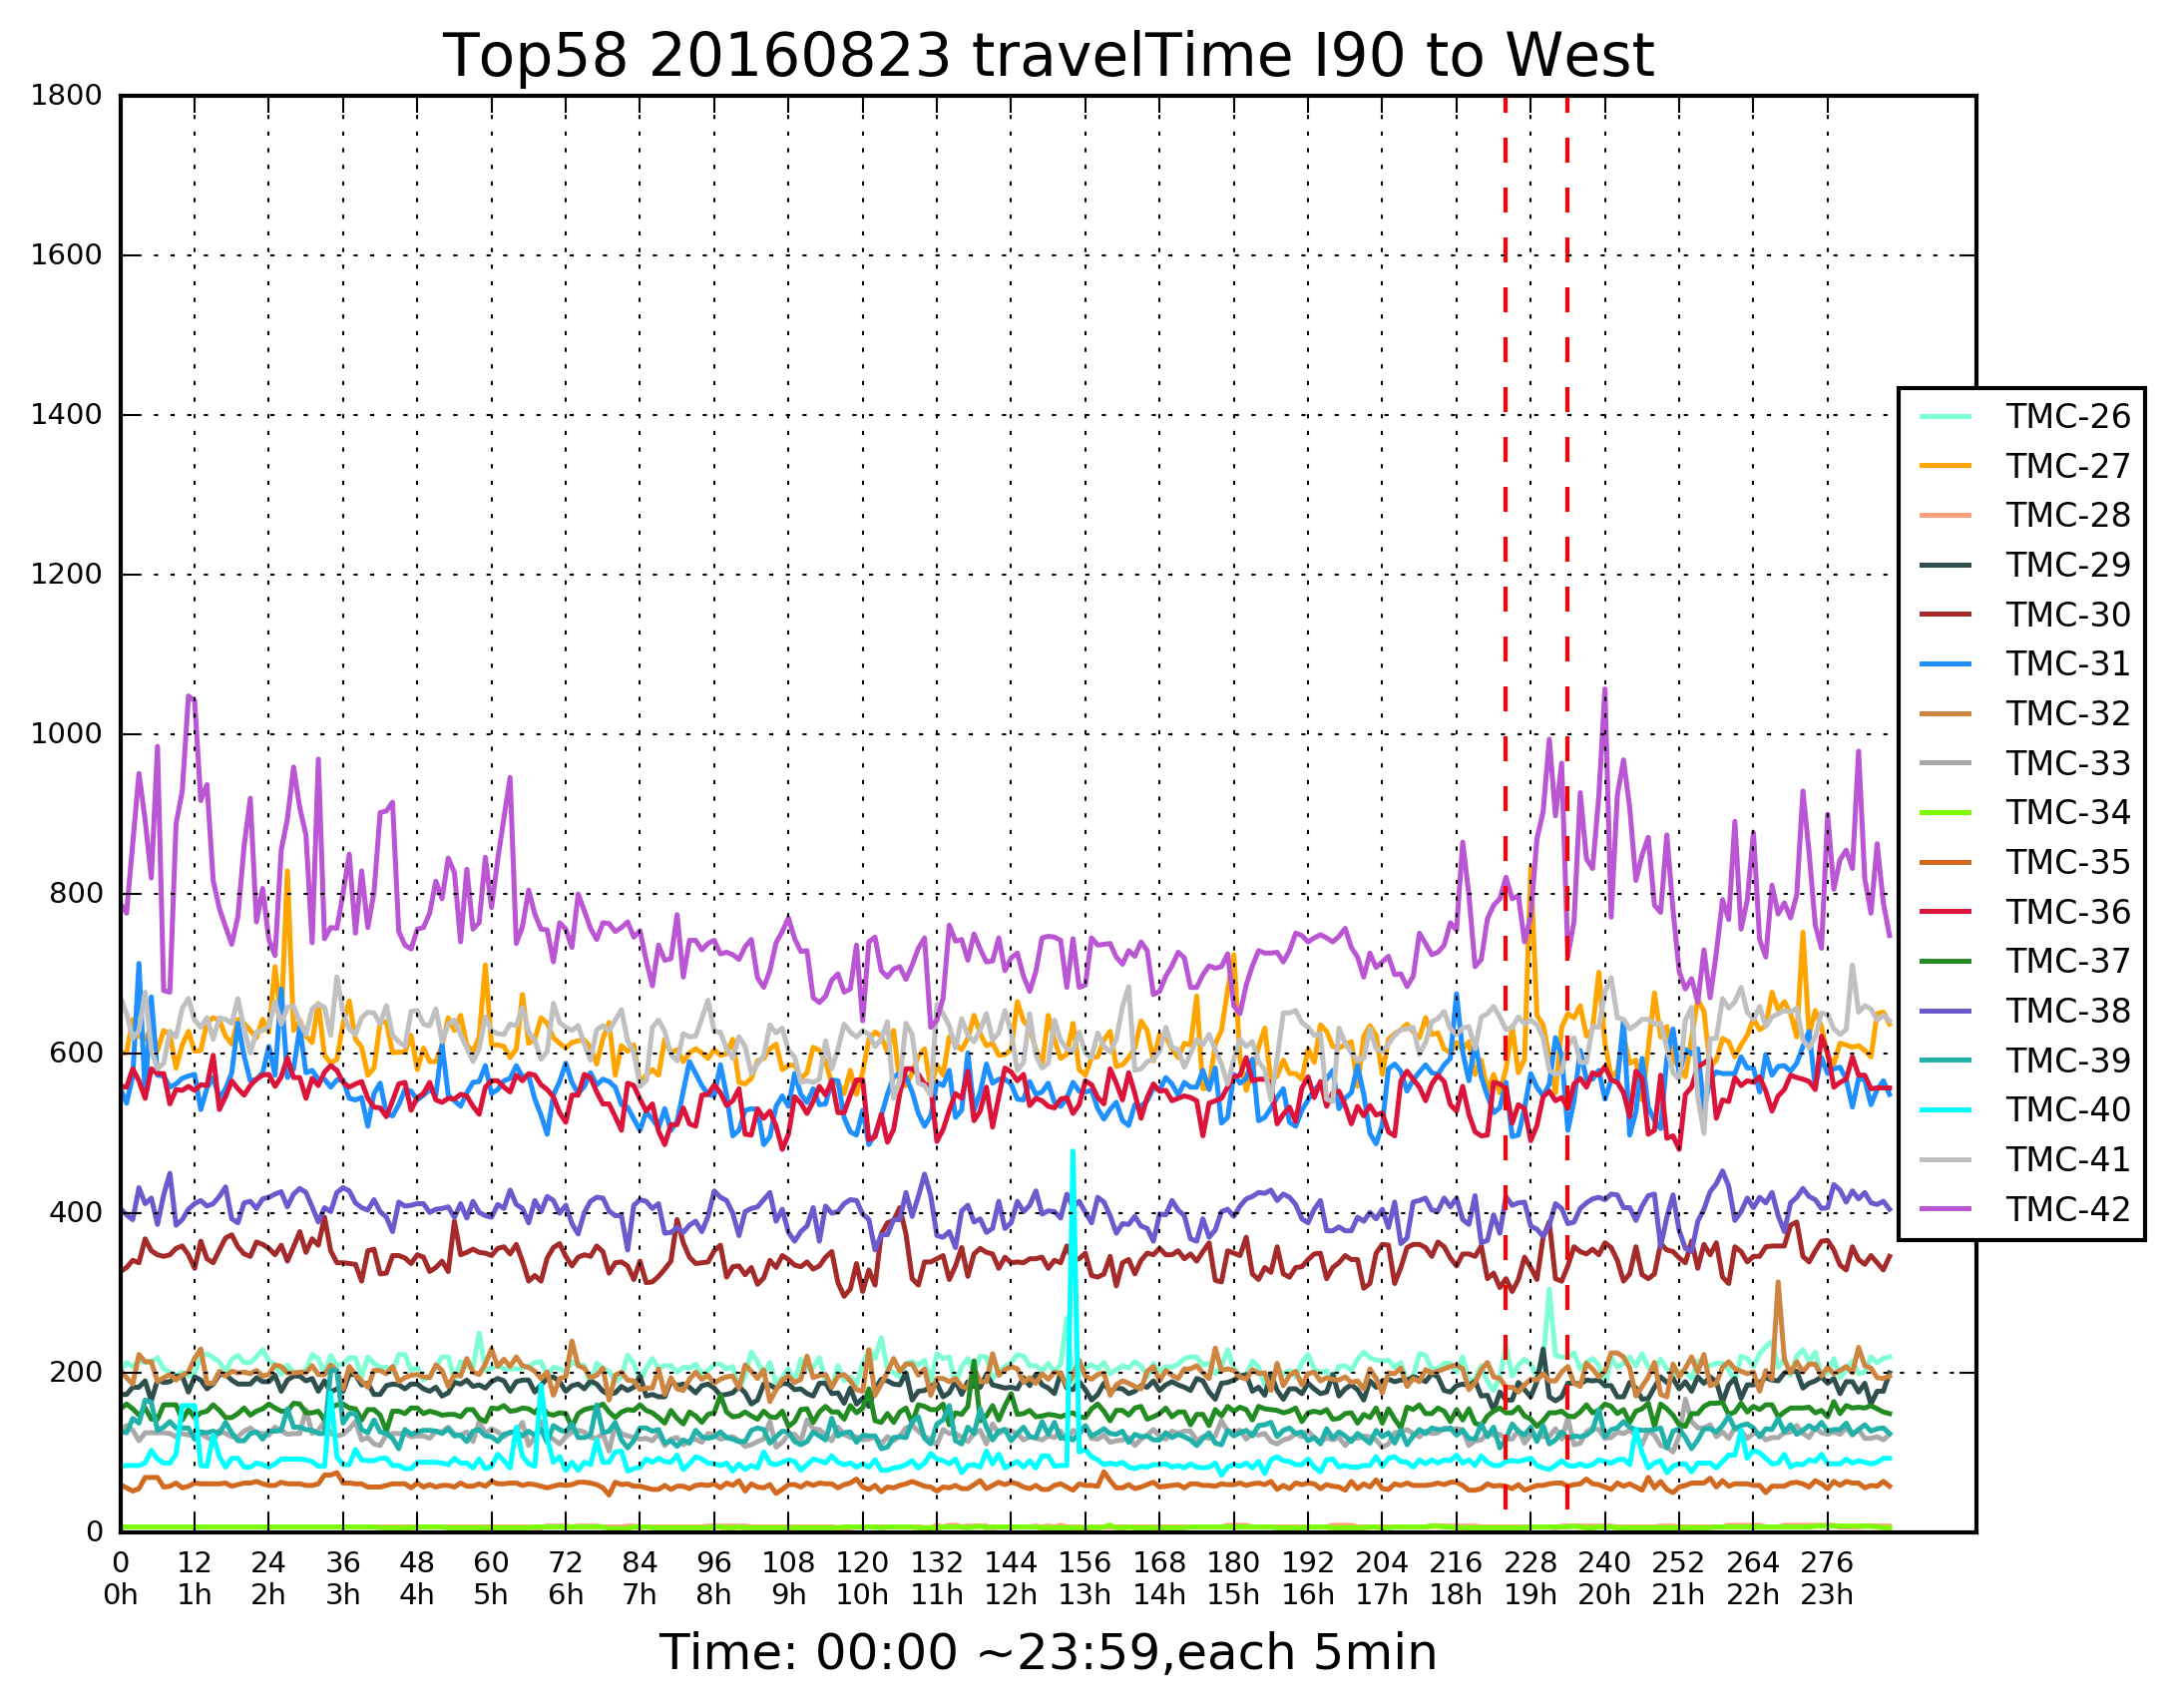 Top58 20160823 travelTime I90 to West
1800
1600
1400
1200
1000
800
600
400
200
0
TMC-26
TMC-27
TMC-28
TMC-29
TMC-30
TMC-31
TMC-32
TMC-33
TMC-34
TMC-35
TMC-36
TMC-37
TMC-38
TMC-39
TMC-40
TMC-41
TMC-42
0 12 24 36 48 60 72 84 96 108 120 132 144 156 168 180 192 204 216 228 240 252 264 276
0h 1h 2h 3h 4h 5h 6h 7h 8h 9h 10h 11h 12h 13h 14h 15h 16h 17h 18h 19h 20h 21h 22h 23h
Time: 00:00 ~23:59,each 5min